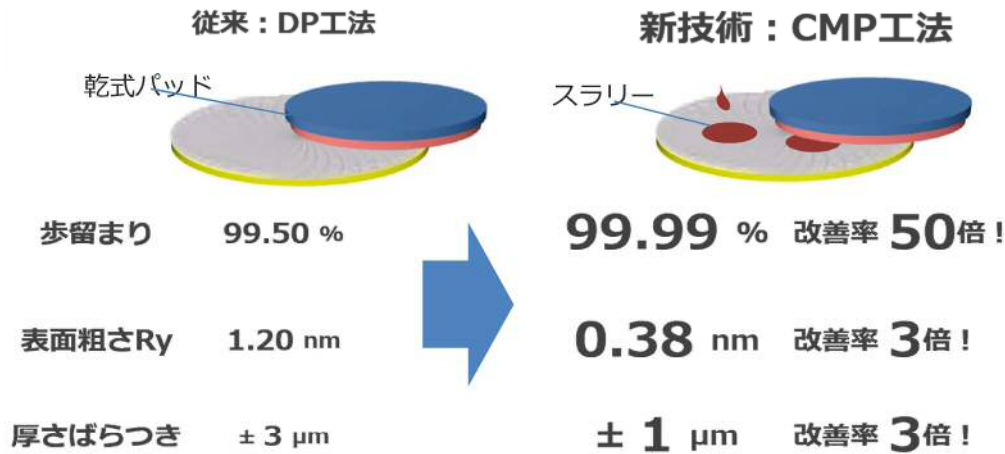 従来：DP工法
新技術：CMP工法
乾式パッド
スラリー
歩留まり 99.50 % 99.99 % 改善率 50倍！
表面粗さRy 1.20 nm 0.38 nm 改善率 3倍！
厚さばらつき ± 3 μm ± 1 μm 改善率 3倍！